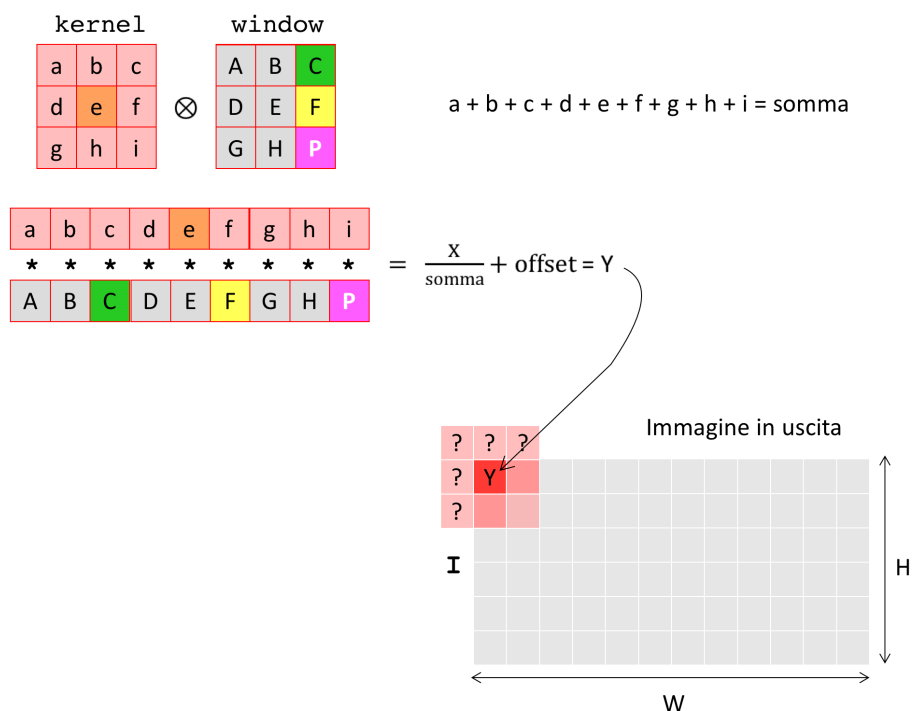 kernel window
a b c A B C
d e f ⊗ D E F
g h i G H P
a + b + c + d + e + f + g + h + i = somma
a b c d e f g h i
* * * * * * * * *
A B C D E F G H P
= X/somma + offset = Y
Immagine in uscita
? ? ?
? Y
?
I
H
W